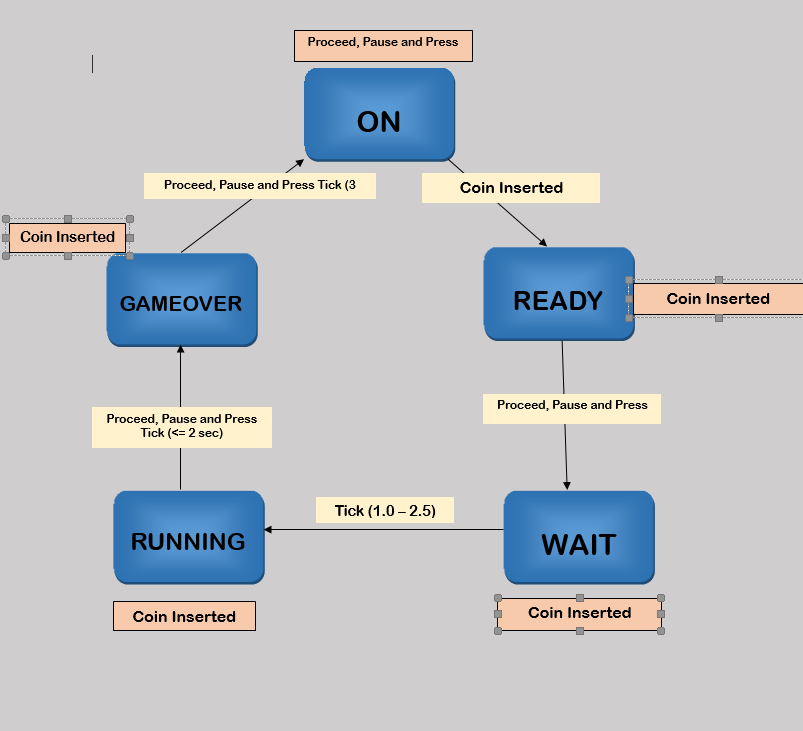 Proceed, Pause and Press
ON
Proceed, Pause and Press Tick (3
Coin Inserted
Coin Inserted
GAMEOVER
READY
Coin Inserted
Proceed, Pause and Press
Proceed, Pause and Press
Tick (<= 2 sec)
Tick (1.0 – 2.5)
RUNNING
WAIT
Coin Inserted
Coin Inserted